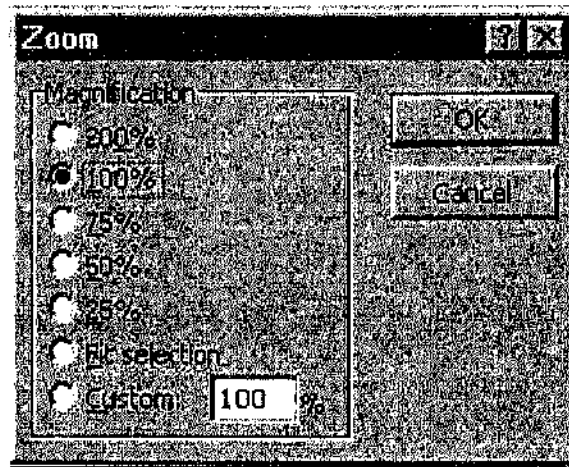 Zoom
Magnification
OK
200%
100%
Cancel
75%
50%
25%
Fit selection
Custom 100 %